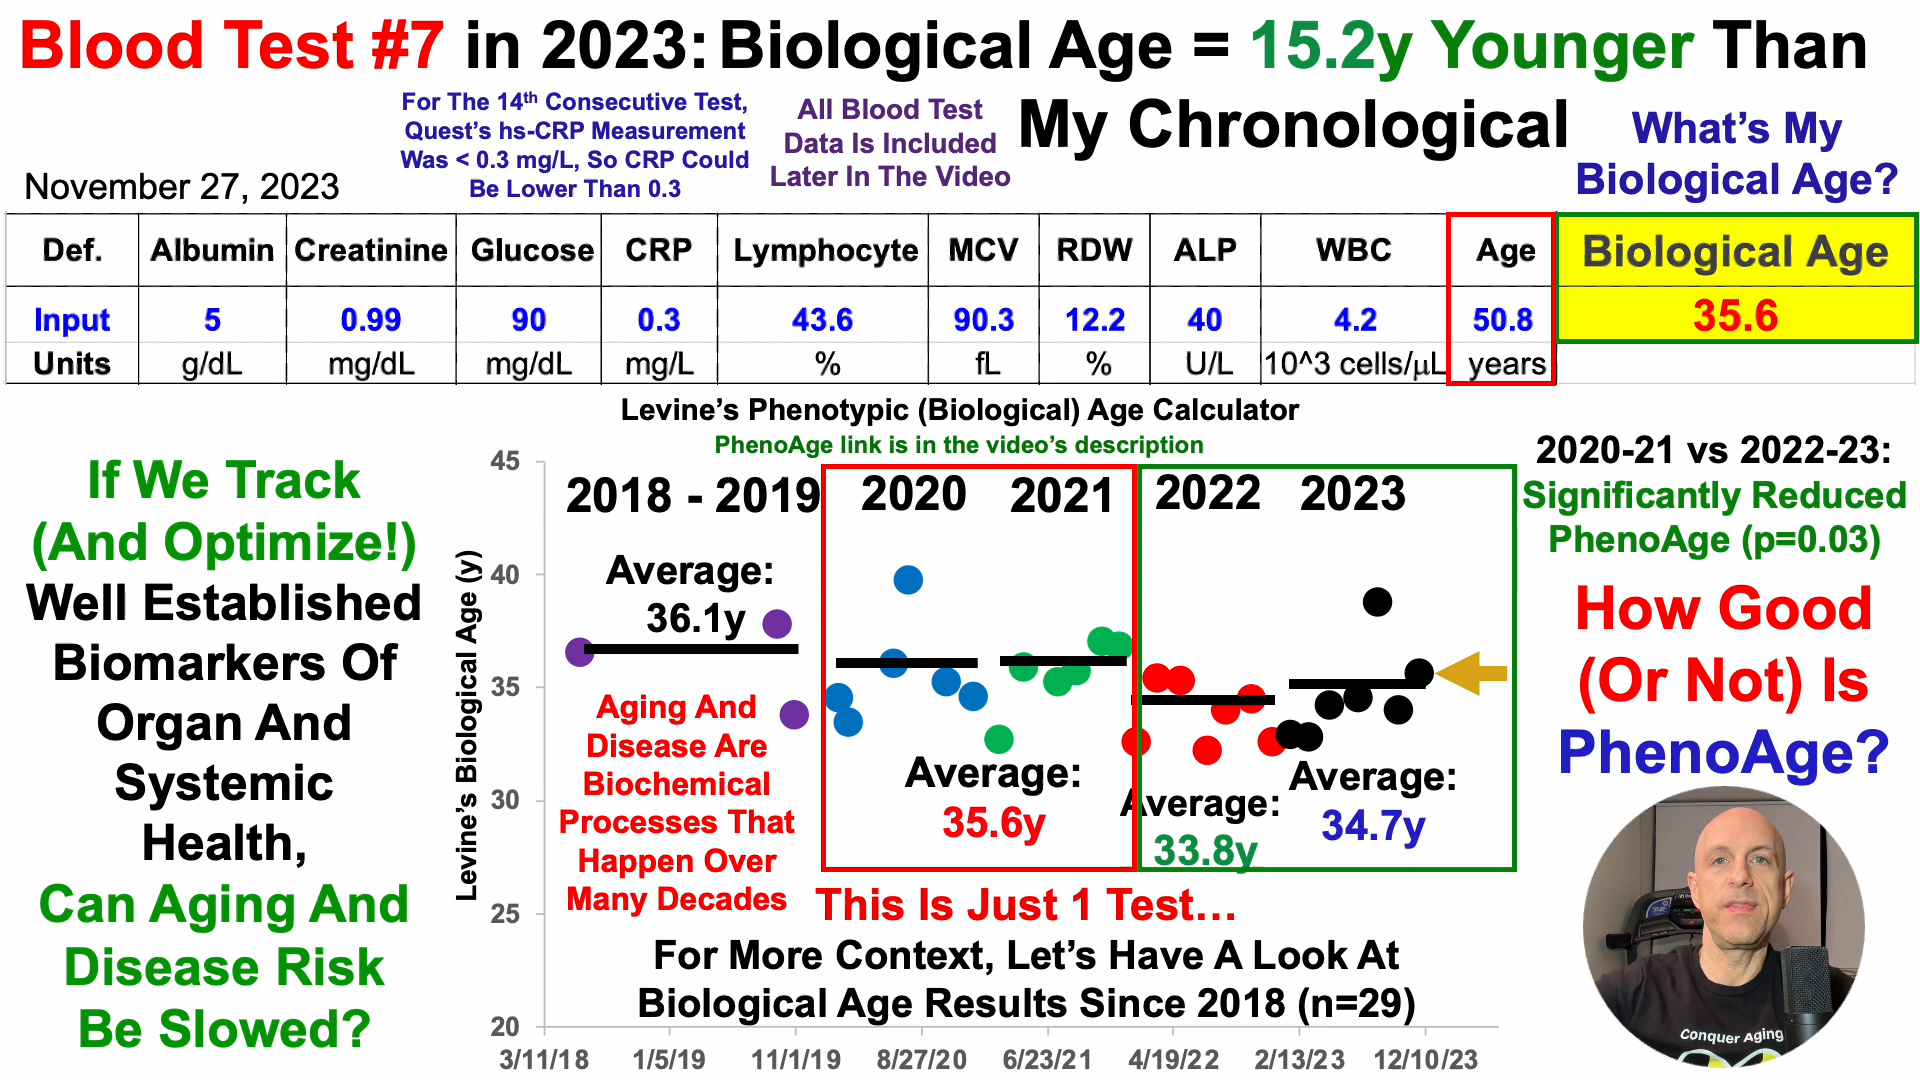 Blood Test #7 in 2023: Biological Age = 15.2y Younger Than
My Chronological
For The 14th Consecutive Test,
Quest's hs-CRP Measurement
Was < 0.3 mg/L, So CRP Could
Be Lower Than 0.3
All Blood Test
Data Is Included
Later In The Video
What's My
Biological Age?
November 27, 2023
Def. Albumin Creatinine Glucose CRP Lymphocyte MCV RDW ALP WBC Age Biological Age
Input 5 0.99 90 0.3 43.6 90.3 12.2 40 4.2 50.8 35.6
Units g/dL mg/dL mg/dL mg/L % fL % U/L 10^3 cells/μL years
Levine's Phenotypic (Biological) Age Calculator
PhenoAge link is in the video's description
If We Track
(And Optimize!)
Well Established
Biomarkers Of
Organ And
Systemic
Health,
Can Aging And
Disease Risk
Be Slowed?
Levine's Biological Age (y)
45
40
35
30
25
20
2018 - 2019 2020 2021 2022 2023
Average:
36.1y
Aging And
Disease Are
Biochemical
Processes That
Happen Over
Many Decades
Average:
35.6y
Average:
33.8y
Average:
34.7y
This Is Just 1 Test...
For More Context, Let's Have A Look At
Biological Age Results Since 2018 (n=29)
3/11/18 1/5/19 11/1/19 8/27/20 6/23/21 4/19/22 2/13/23 12/10/23
2020-21 vs 2022-23:
Significantly Reduced
PhenoAge (p=0.03)
How Good
(Or Not) Is
PhenoAge?
Conquer Aging